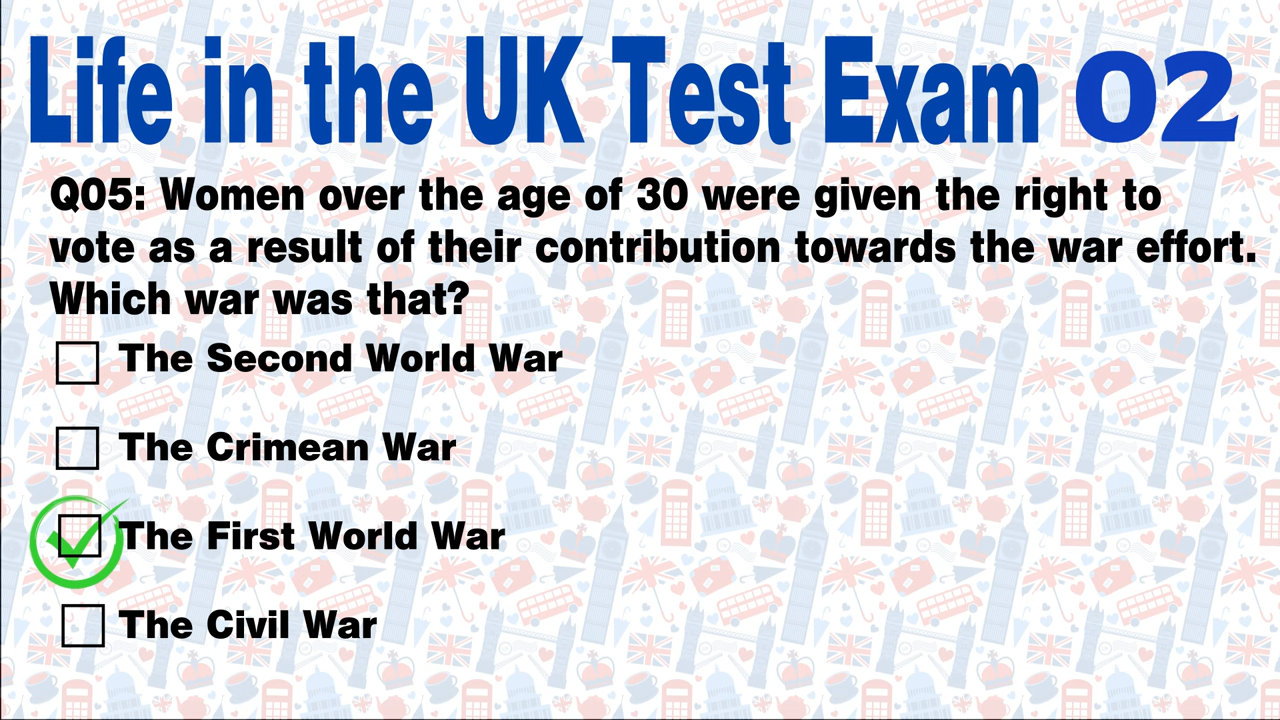 Life in the UK Test Exam 02
Q05: Women over the age of 30 were given the right to
vote as a result of their contribution towards the war effort.
Which war was that?
The Second World War
The Crimean War
The First World War
The Civil War